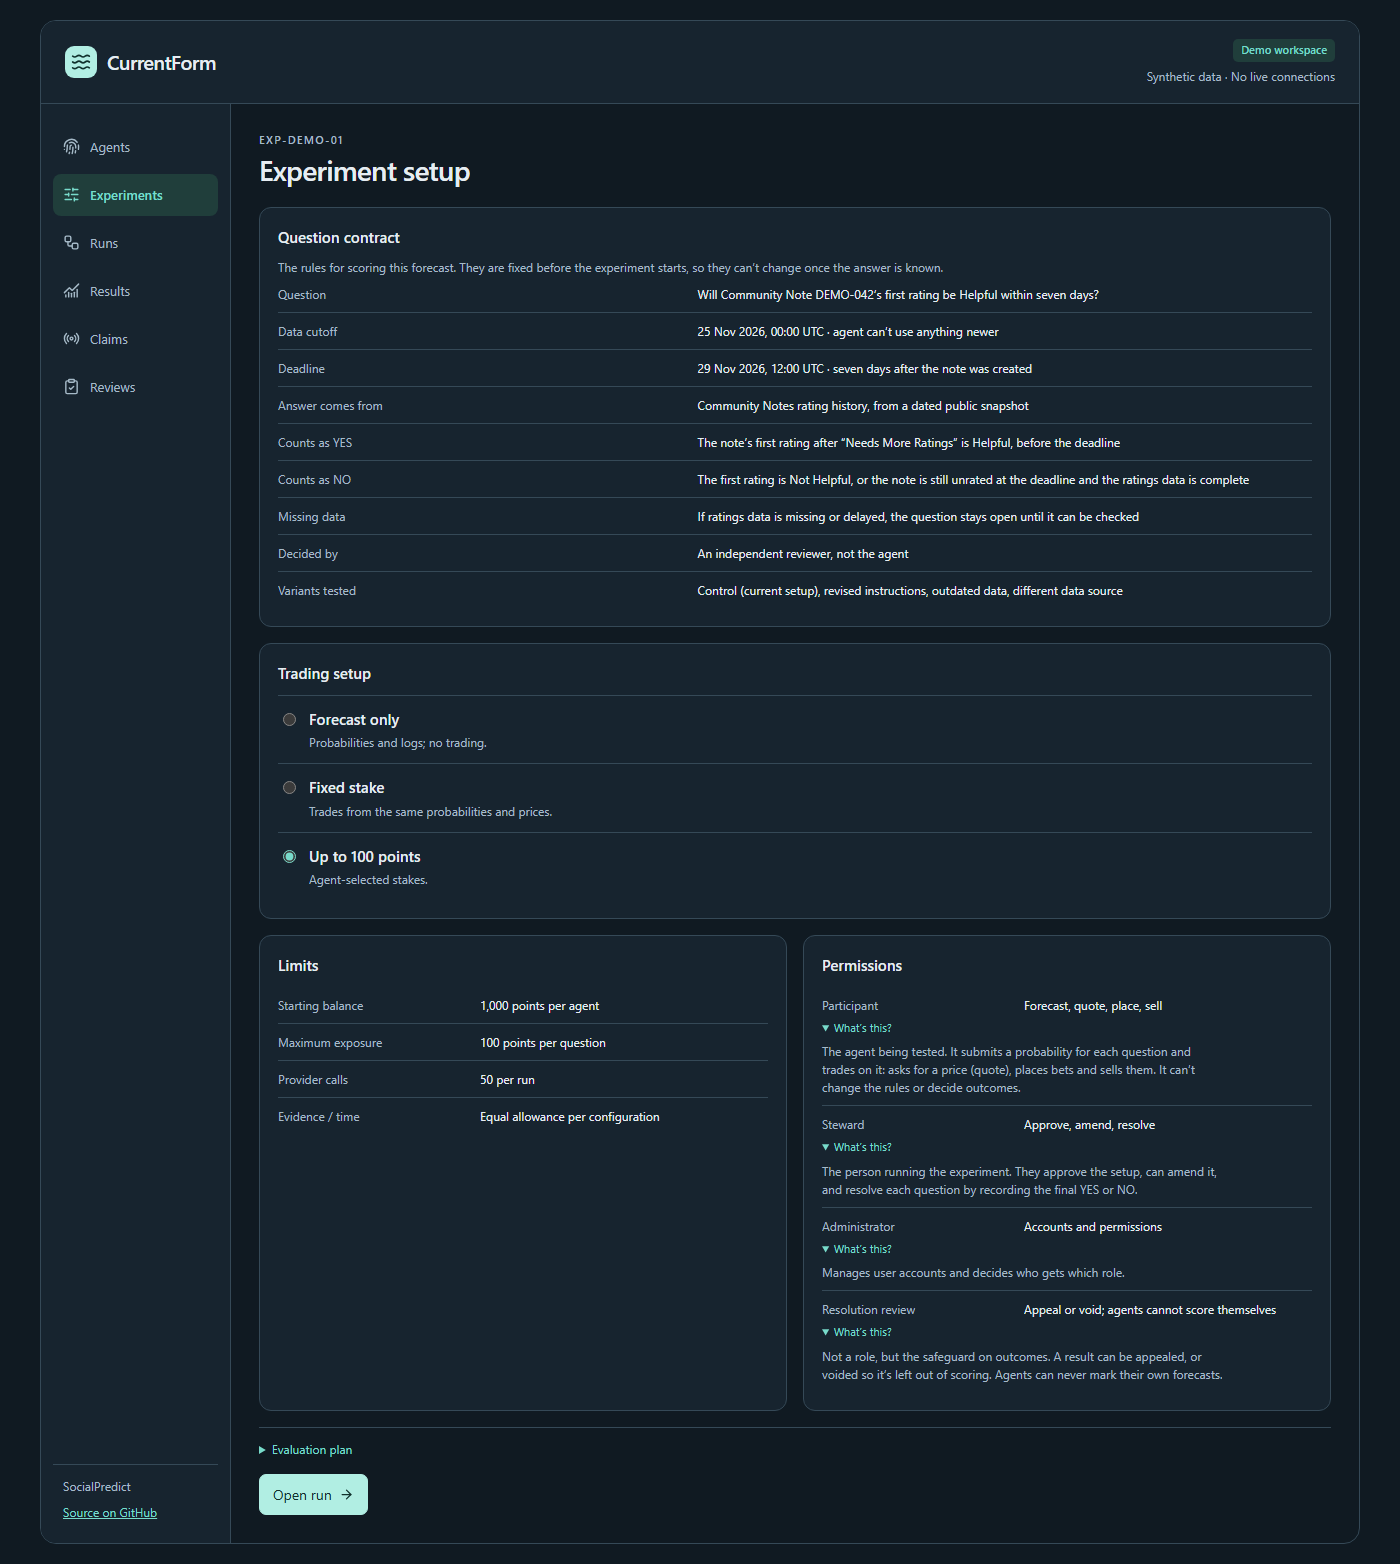 CurrentForm
Demo workspace
Synthetic data · No live connections
Agents
Experiments
Runs
Results
Claims
Reviews
SocialPredict
Source on GitHub
EXP-DEMO-01
Experiment setup
Question contract
The rules for scoring this forecast. They are fixed before the experiment starts, so they can’t change once the answer is known.
Question Will Community Note DEMO-042’s first rating be Helpful within seven days?
Data cutoff 25 Nov 2026, 00:00 UTC · agent can’t use anything newer
Deadline 29 Nov 2026, 12:00 UTC · seven days after the note was created
Answer comes from Community Notes rating history, from a dated public snapshot
Counts as YES The note’s first rating after “Needs More Ratings” is Helpful, before the deadline
Counts as NO The first rating is Not Helpful, or the note is still unrated at the deadline and the ratings data is complete
Missing data If ratings data is missing or delayed, the question stays open until it can be checked
Decided by An independent reviewer, not the agent
Variants tested Control (current setup), revised instructions, outdated data, different data source
Trading setup
Forecast only
Probabilities and logs; no trading.
Fixed stake
Trades from the same probabilities and prices.
Up to 100 points
Agent-selected stakes.
Limits
Starting balance 1,000 points per agent
Maximum exposure 100 points per question
Provider calls 50 per run
Evidence / time Equal allowance per configuration
Permissions
Participant Forecast, quote, place, sell
▼ What’s this?
The agent being tested. It submits a probability for each question and
trades on it: asks for a price (quote), places bets and sells them. It can’t
change the rules or decide outcomes.
Steward Approve, amend, resolve
▼ What’s this?
The person running the experiment. They approve the setup, can amend it,
and resolve each question by recording the final YES or NO.
Administrator Accounts and permissions
▼ What’s this?
Manages user accounts and decides who gets which role.
Resolution review Appeal or void; agents cannot score themselves
▼ What’s this?
Not a role, but the safeguard on outcomes. A result can be appealed, or
voided so it’s left out of scoring. Agents can never mark their own forecasts.
▶ Evaluation plan
Open run →